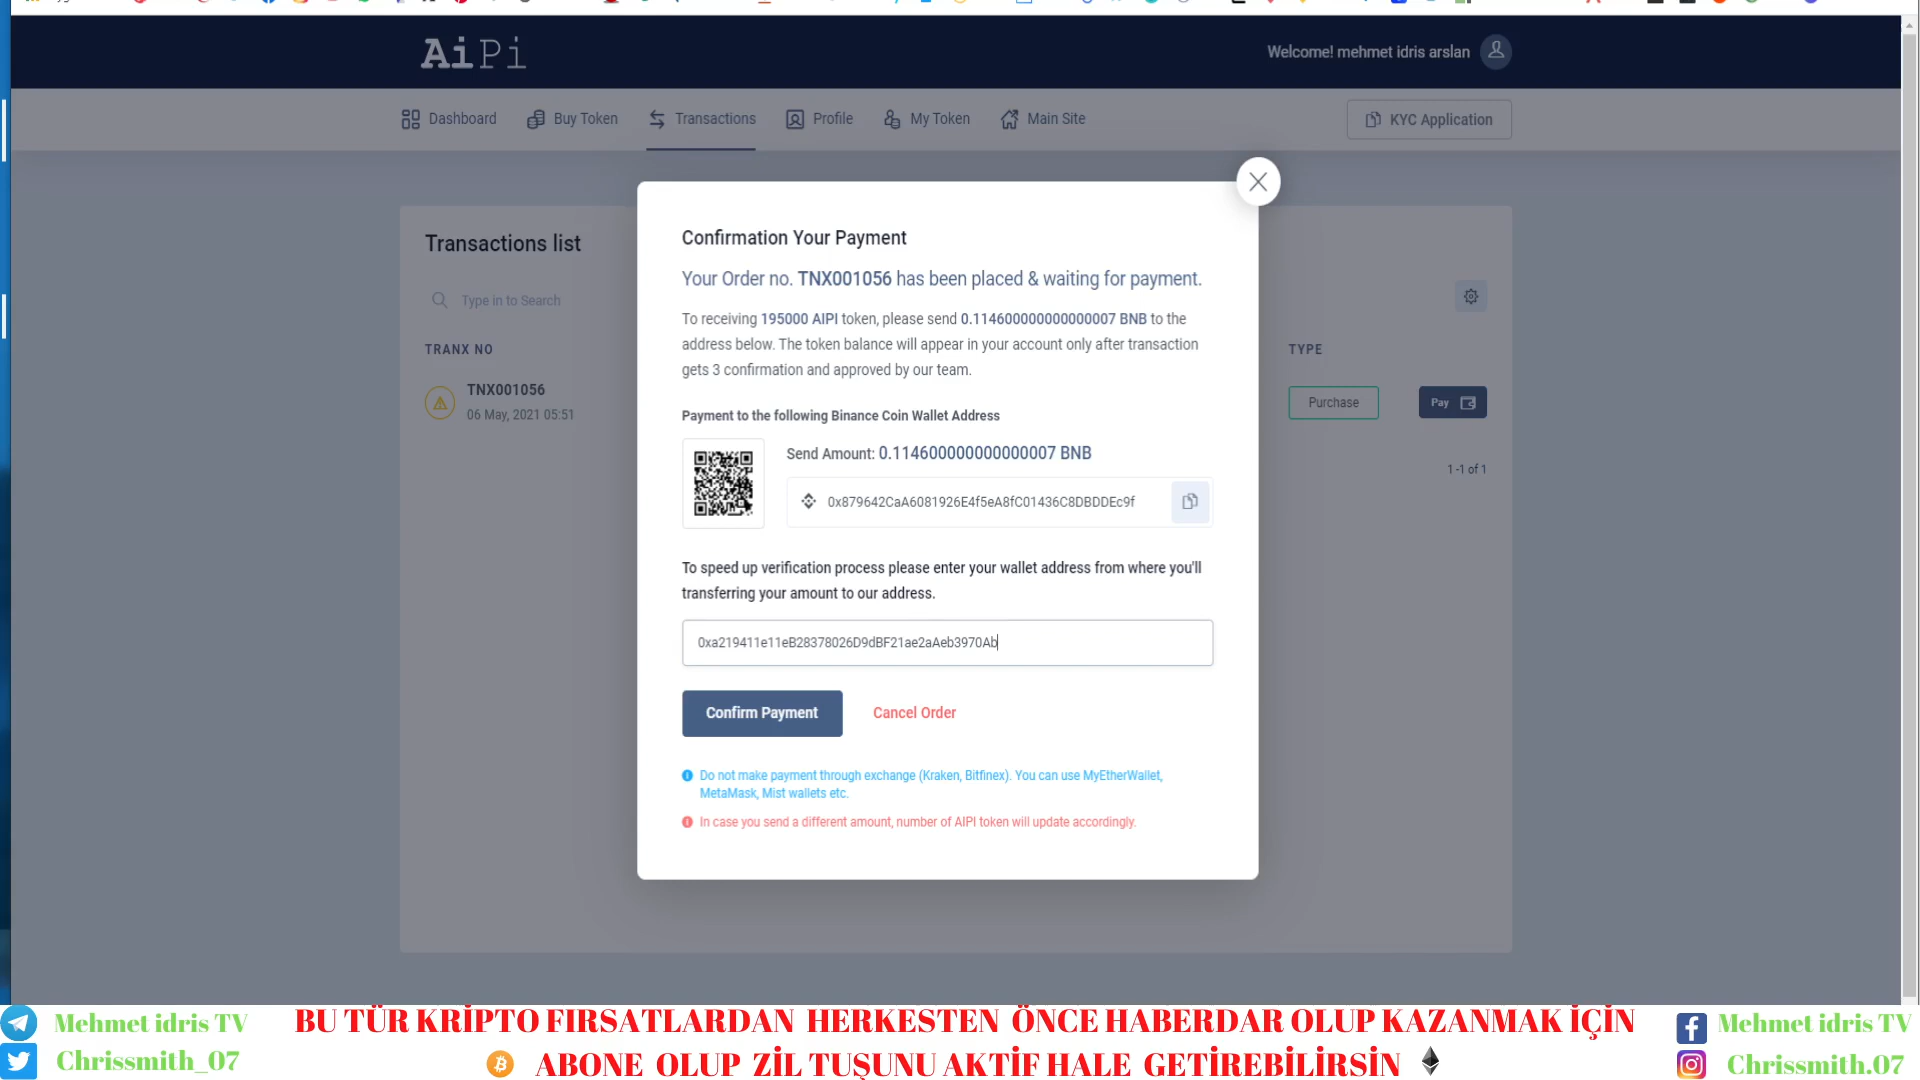 AiPi
Welcome! mehmet idris arslan
Dashboard
Buy Token
Transactions
Profile
My Token
Main Site
KYC Application
Transactions list
Type in to Search
TRANX NO
TYPE
TNX001056
06 May, 2021 05:51
Purchase
Pay
1 -1 of 1
Confirmation Your Payment
Your Order no. TNX001056 has been placed & waiting for payment.
To receiving 195000 AIPI token, please send 0.114600000000000007 BNB to the
address below. The token balance will appear in your account only after transaction
gets 3 confirmation and approved by our team.
Payment to the following Binance Coin Wallet Address
Send Amount: 0.114600000000000007 BNB
0x879642CaA6081926E4f5eA8fC01436C8DBDDEc9f
To speed up verification process please enter your wallet address from where you'll
transferring your amount to our address.
0xa219411e11eB28378026D9dBF21ae2aAeb3970Ab
Confirm Payment
Cancel Order
Do not make payment through exchange (Kraken, Bitfinex). You can use MyEtherWallet,
MetaMask, Mist wallets etc.
In case you send a different amount, number of AIPI token will update accordingly.
Mehmet idris TV
BU TÜR KRİPTO FIRSATLARDAN HERKESTEN ÖNCE HABERDAR OLUP KAZANMAK İÇİN
Mehmet idris TV
Chrissmith_07
ABONE OLUP ZİL TUŞUNU AKTİF HALE GETİREBİLİRSİN
Chrissmith.07